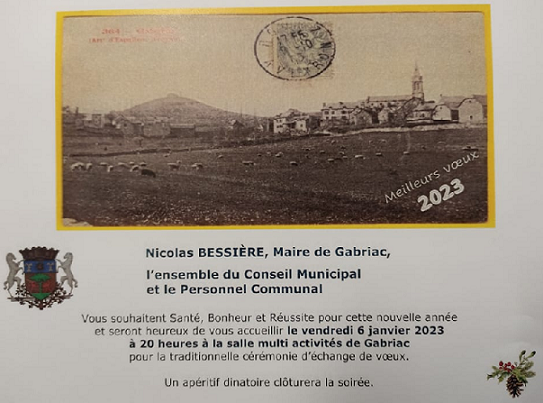 Meilleurs vœux
2023
Nicolas BESSIÈRE, Maire de Gabriac,
l'ensemble du Conseil Municipal
et le Personnel Communal
Vous souhaitent Santé, Bonheur et Réussite pour cette nouvelle année
et seront heureux de vous accueillir le vendredi 6 janvier 2023
à 20 heures à la salle multi activités de Gabriac
pour la traditionnelle cérémonie d'échange de vœux.
Un apéritif dinatoire clôturera la soirée.